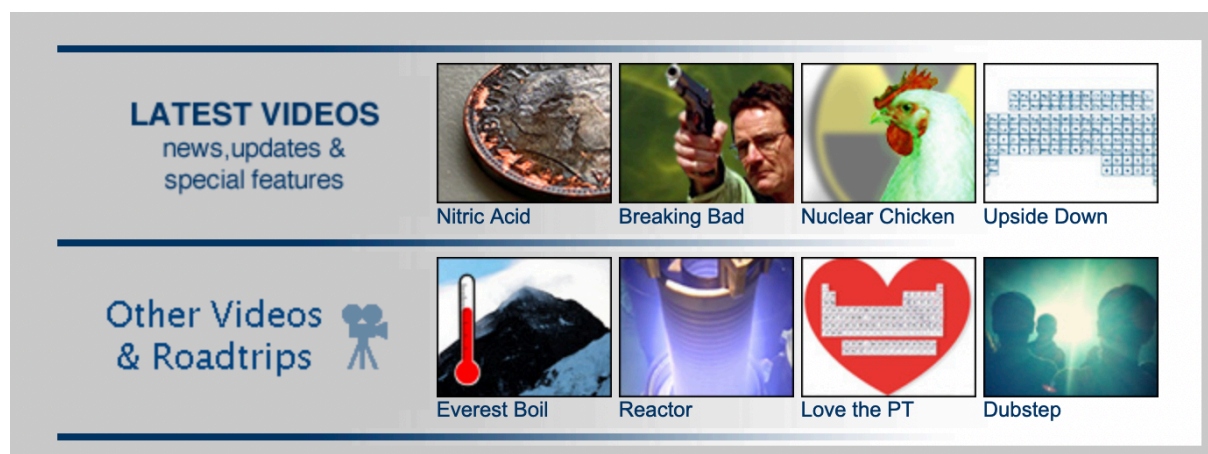 LATEST VIDEOS
news,updates &
special features
Nitric Acid
Breaking Bad
Nuclear Chicken
Upside Down
Other Videos
& Roadtrips
Everest Boil
Reactor
Love the PT
Dubstep